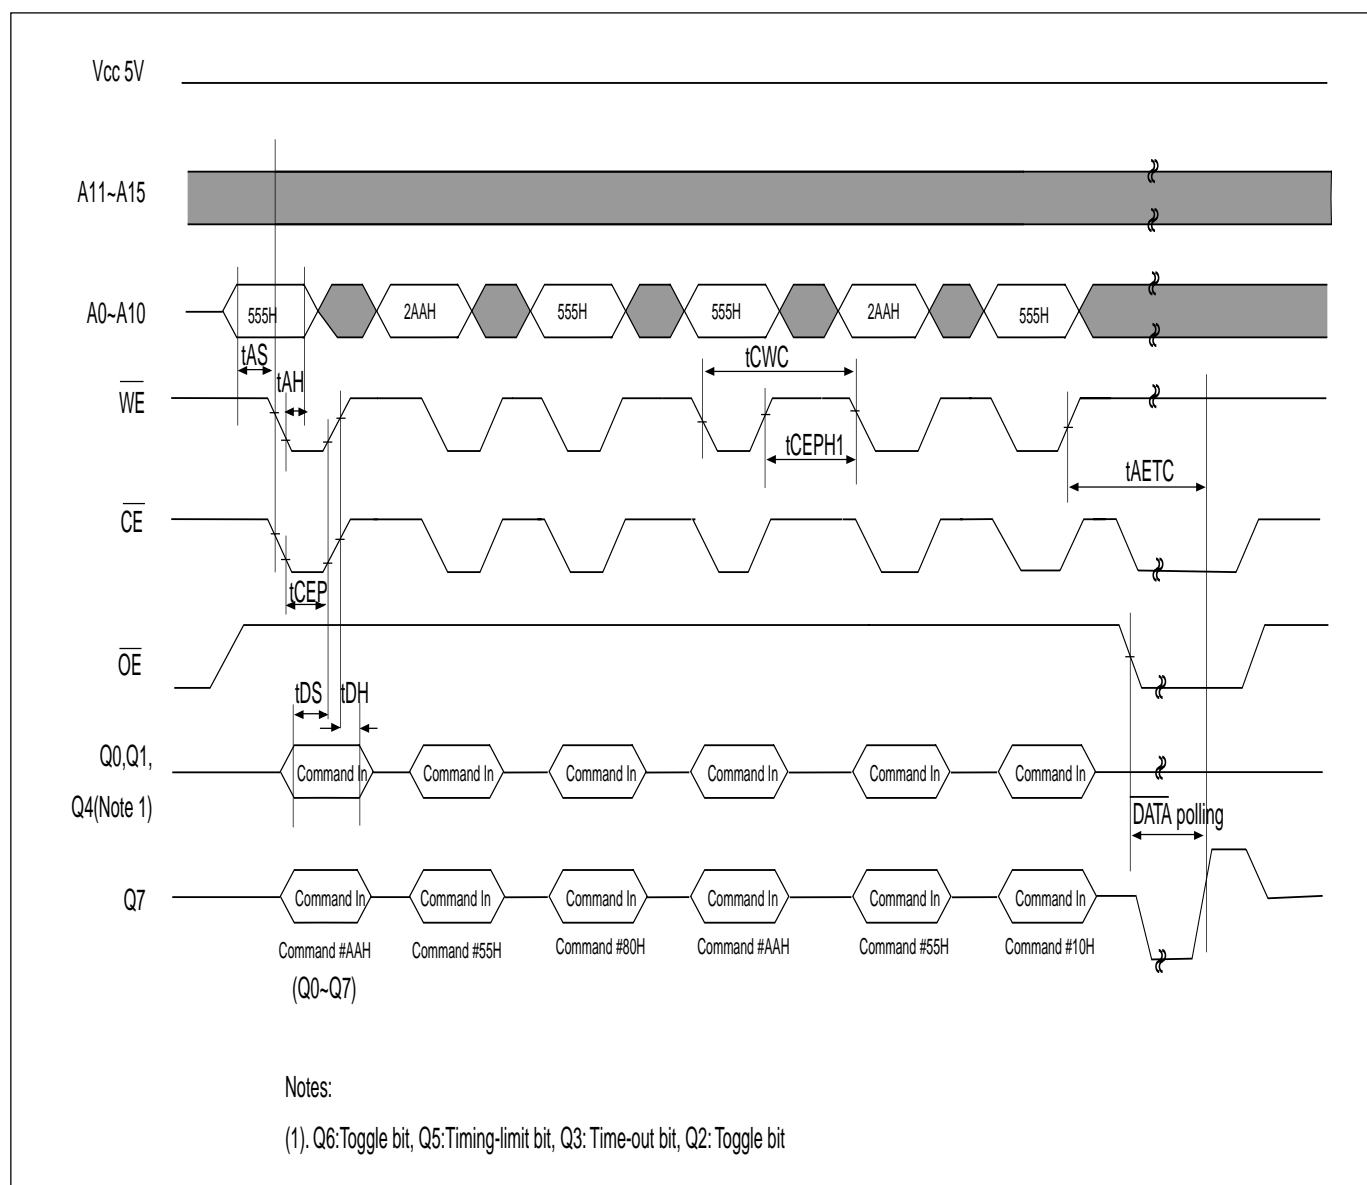 Vcc 5V
A11~A15
A0~A10
555H
2AAH
555H
555H
2AAH
555H
tAS
tAH
tCWC
WE
tCEPH1
tAETC
CE
tCEP
OE
tDS
tDH
Q0,Q1,
Q4(Note 1)
Command In
Command In
Command In
Command In
Command In
Command In
DATA polling
Q7
Command In
Command In
Command In
Command In
Command In
Command In
Command #AAH
Command #55H
Command #80H
Command #AAH
Command #55H
Command #10H
(Q0~Q7)
Notes:
(1). Q6:Toggle bit, Q5:Timing-limit bit, Q3: Time-out bit, Q2: Toggle bit